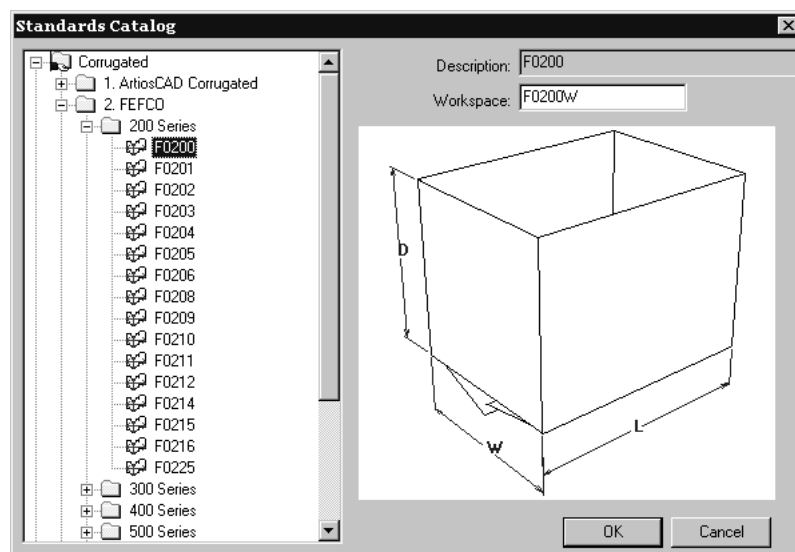 Standards Catalog
Corrugated
1. ArtiosCAD Corrugated
2. FEFCO
200 Series
F0200
F0201
F0202
F0203
F0204
F0205
F0206
F0208
F0209
F0210
F0211
F0212
F0214
F0215
F0216
F0225
300 Series
400 Series
500 Series
Description: F0200
Workspace: F0200W
D
W
L
OK
Cancel